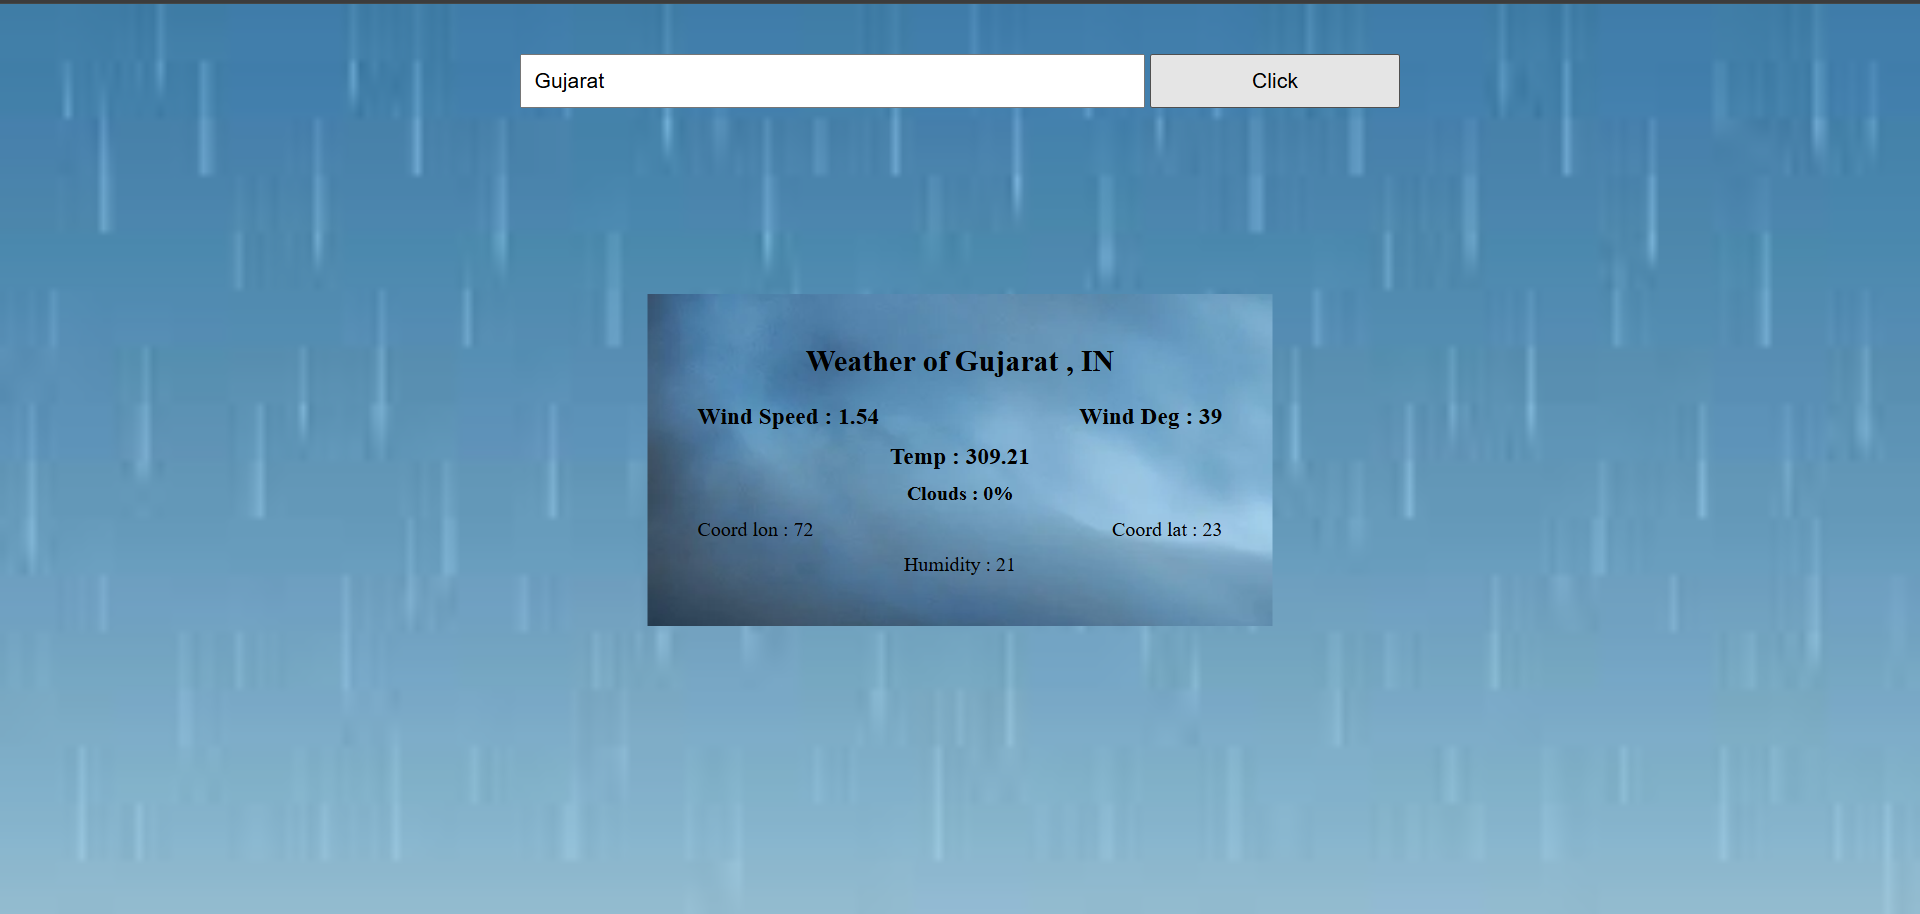 Gujarat Click
Weather of Gujarat , IN
Wind Speed : 1.54 Wind Deg : 39
Temp : 309.21
Clouds : 0%
Coord lon : 72 Coord lat : 23
Humidity : 21